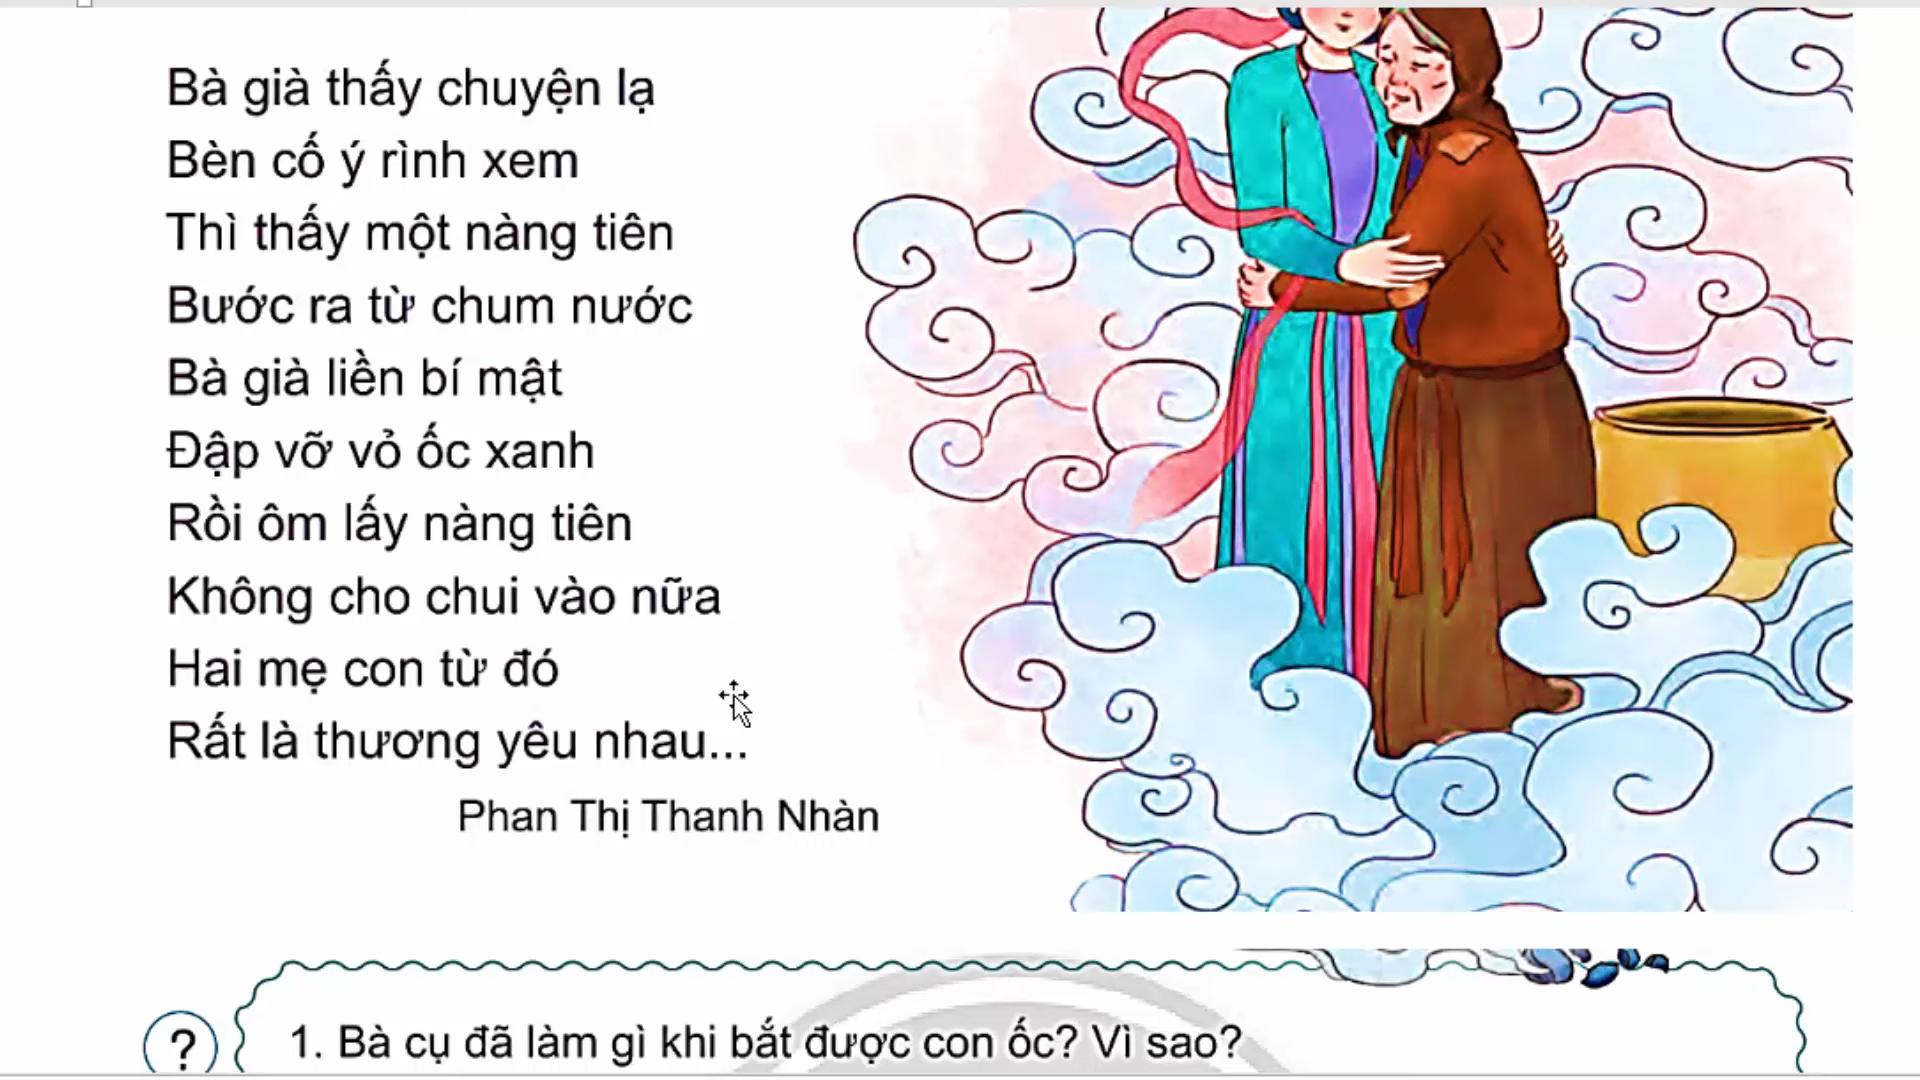 Bà già thấy chuyện lạ
Bèn cố ý rình xem
Thì thấy một nàng tiên
Bước ra từ chum nước
Bà già liền bí mật
Đập vỡ vỏ ốc xanh
Rồi ôm lấy nàng tiên
Không cho chui vào nữa
Hai mẹ con từ đó
Rất là thương yêu nhau...
Phan Thị Thanh Nhàn
? 1. Bà cụ đã làm gì khi bắt được con ốc? Vì sao?